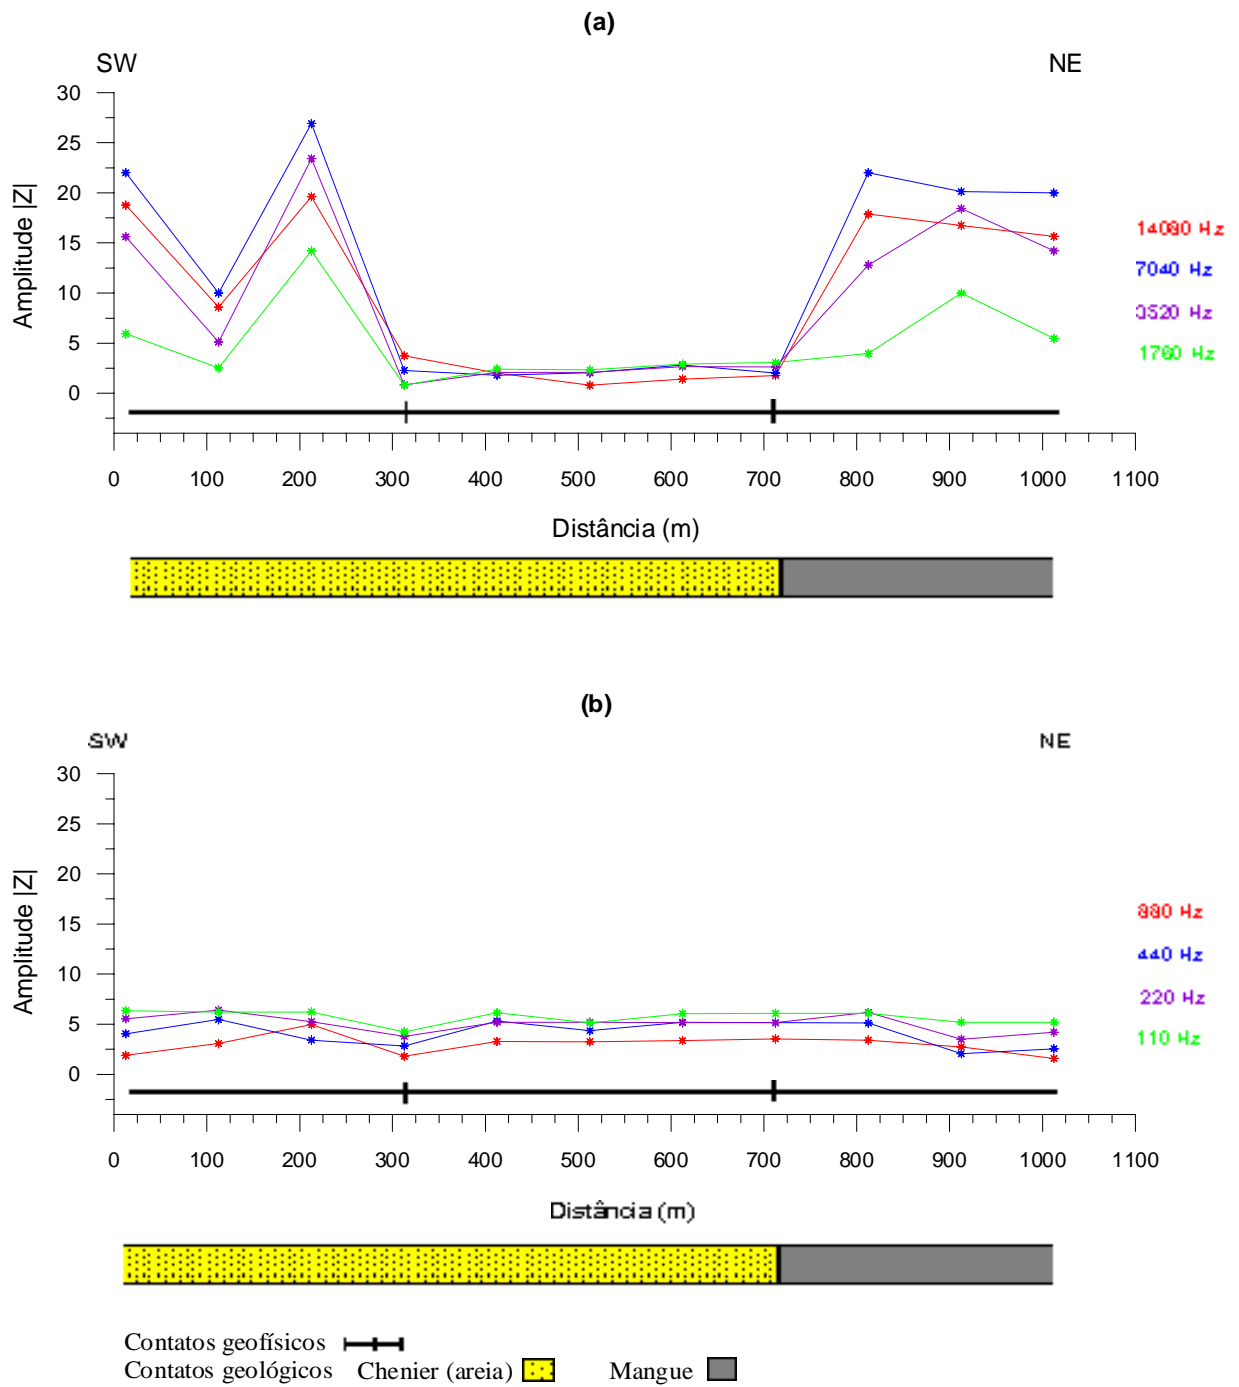 (a)
SW NE
30
25
20
15
10
5
0
Amplitude |Z|
14080 Hz
7040 Hz
3520 Hz
1760 Hz
0 100 200 300 400 500 600 700 800 900 1000 1100
Distância (m)
(b)
SW NE
30
25
20
15
10
5
0
Amplitude |Z|
880 Hz
440 Hz
220 Hz
110 Hz
0 100 200 300 400 500 600 700 800 900 1000 1100
Distância (m)
Contatos geofísicos
Contatos geológicos Chenier (areia) Mangue